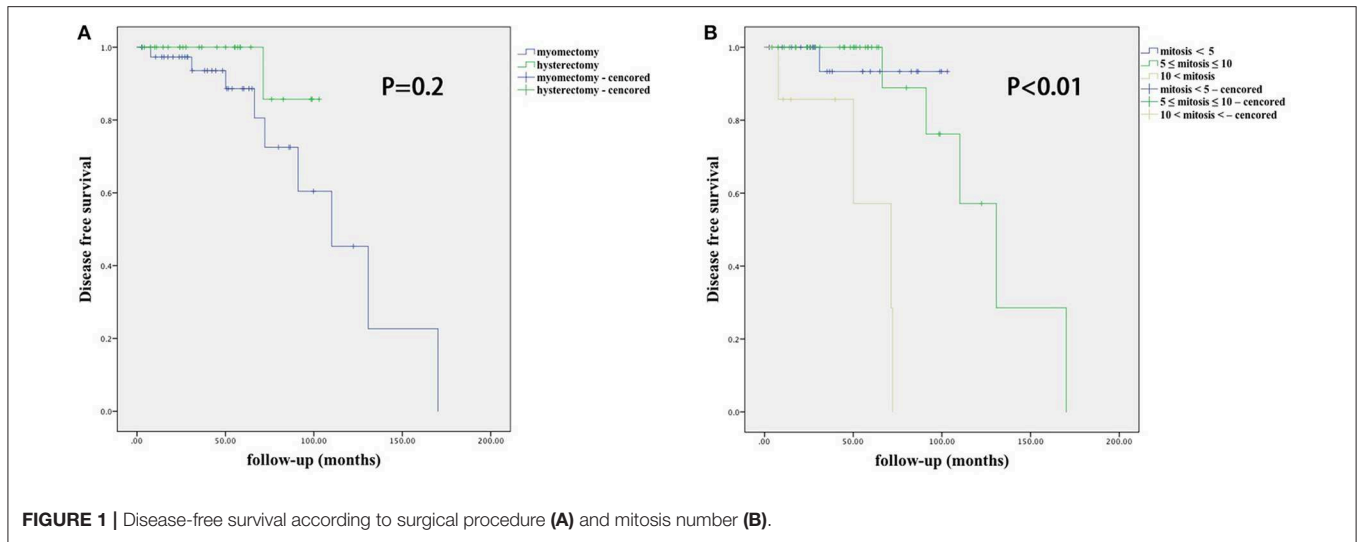 A
1.0
0.8
0.6
0.4
0.2
0.0
Disease free survival
P=0.2
.00 50.00 100.00 150.00 200.00
follow-up (months)
myomectomy
hysterectomy
myomectomy - cencored
hysterectomy - cencored
B
1.0
0.8
0.6
0.4
0.2
0.0
Disease free survival
P<0.01
.00 50.00 100.00 150.00 200.00
follow-up (months)
mitosis < 5
5 ≤ mitosis ≤ 10
10 < mitosis
mitosis < 5 – cencored
5 ≤ mitosis ≤ 10 – cencored
10 < mitosis < – cencored
FIGURE 1 | Disease-free survival according to surgical procedure (A) and mitosis number (B).